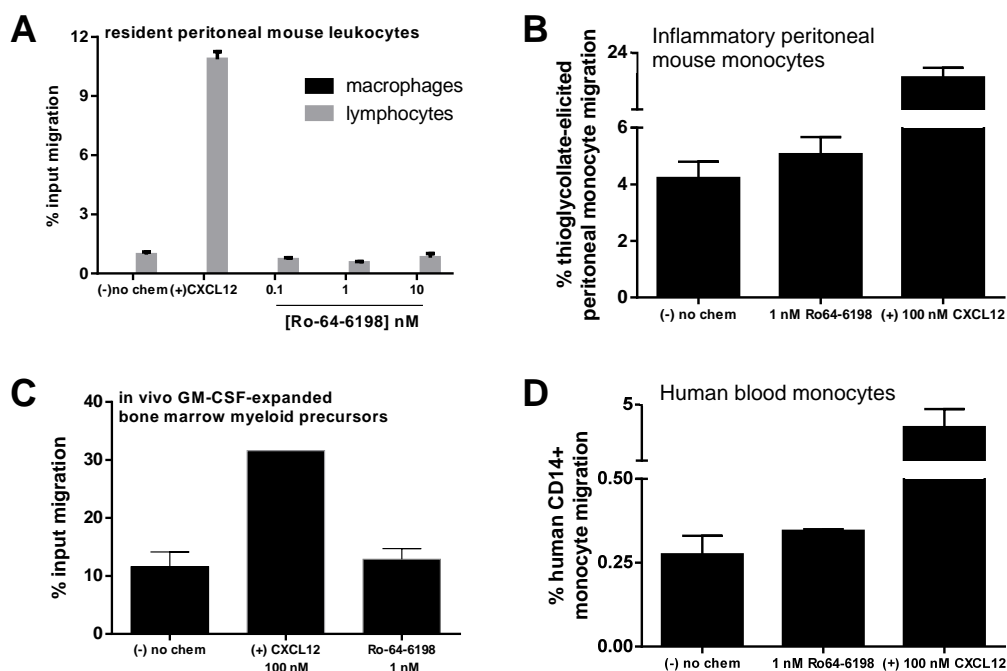 A
resident peritoneal mouse leukocytes
12
9
6
3
0
% input migration
macrophages
lymphocytes
(-)no chem (+)CXCL12 0.1 1 10
[Ro-64-6198] nM
B
Inflammatory peritoneal
mouse monocytes
24
6
4
2
0
% thioglycollate-elicited
peritoneal monocyte migration
(-) no chem 1 nM Ro64-6198 (+) 100 nM CXCL12
C
in vivo GM-CSF-expanded
bone marrow myeloid precursors
40
30
20
10
0
% input migration
(-) no chem (+) CXCL12 Ro-64-6198
100 nM 1 nM
D
Human blood monocytes
5
0.50
0.25
0.00
% human CD14+
monocyte migration
(-) no chem 1 nM Ro64-6198 (+) 100 nM CXCL12